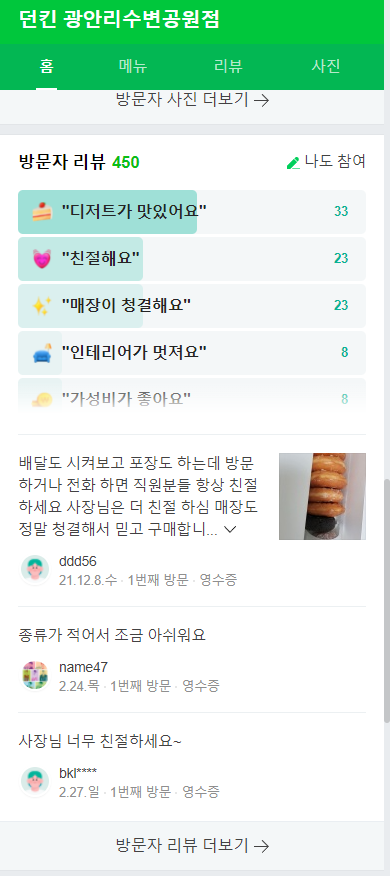 던킨 광안리수변공원점
홈 메뉴 리뷰 사진
방문자 사진 더보기 →
방문자 리뷰 450 나도 참여
"디저트가 맛있어요" 33
"친절해요" 23
"매장이 청결해요" 23
"인테리어가 멋져요" 8
"가성비가 좋아요" 8
배달도 시켜보고 포장도 하는데 방문
하거나 전화 하면 직원분들 항상 친절
하세요 사장님은 더 친절 하심 매장도
정말 청결해서 믿고 구매합니...
ddd56
21.12.8.수 · 1번째 방문 · 영수증
종류가 적어서 조금 아쉬워요
name47
2.24.목 · 1번째 방문 · 영수증
사장님 너무 친절하세요~
bkl****
2.27.일 · 1번째 방문 · 영수증
방문자 리뷰 더보기 →